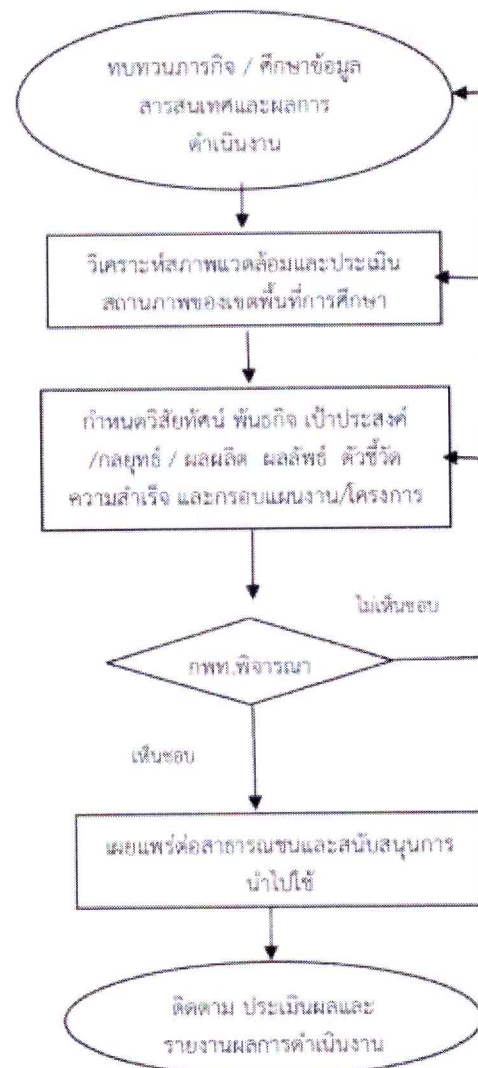 ทบทวนภารกิจ / ศึกษาข้อมูล
สารสนเทศและผลการ
ดำเนินงาน
วิเคราะห์สภาพแวดล้อมและประเมิน
สถานภาพของเขตพื้นที่การศึกษา
กำหนดวิสัยทัศน์ พันธกิจ เป้าประสงค์
/กลยุทธ์ / ผลผลิต ผลลัพธ์ ตัวชี้วัด
ความสำเร็จ และกรอบแผนงาน/โครงการ
ไม่เห็นชอบ
กพท.พิจารณา
เห็นชอบ
เผยแพร่ต่อสาธารณชนและสนับสนุนการ
นำไปใช้
ติดตาม ประเมินผลและ
รายงานผลการดำเนินงาน